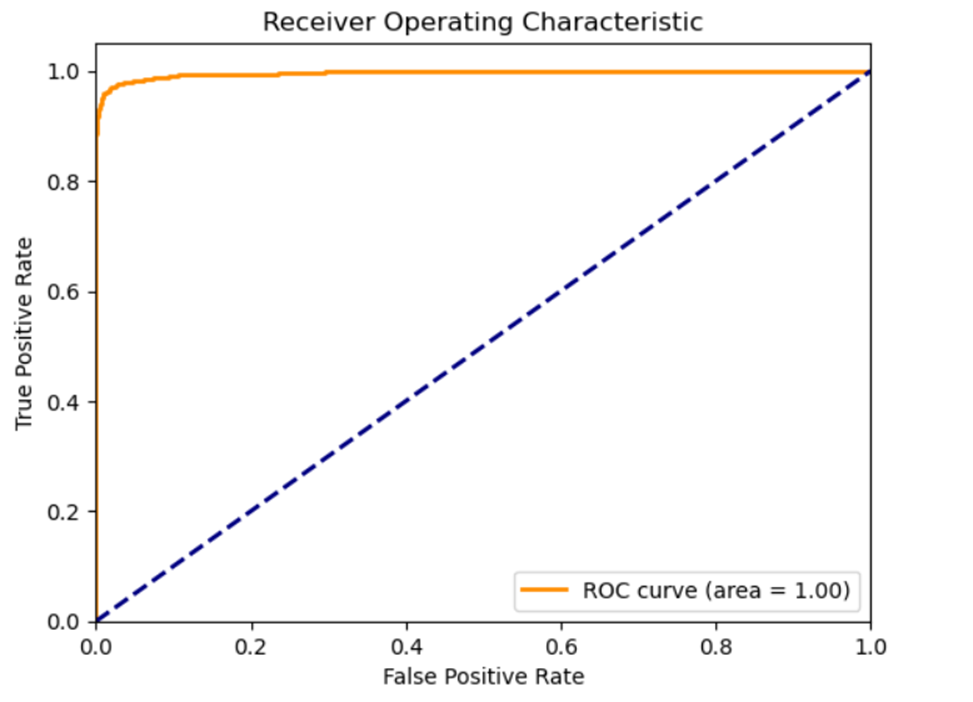 Receiver Operating Characteristic
1.0
0.8
0.6
0.4
0.2
0.0
True Positive Rate
ROC curve (area = 1.00)
0.0 0.2 0.4 0.6 0.8 1.0
False Positive Rate